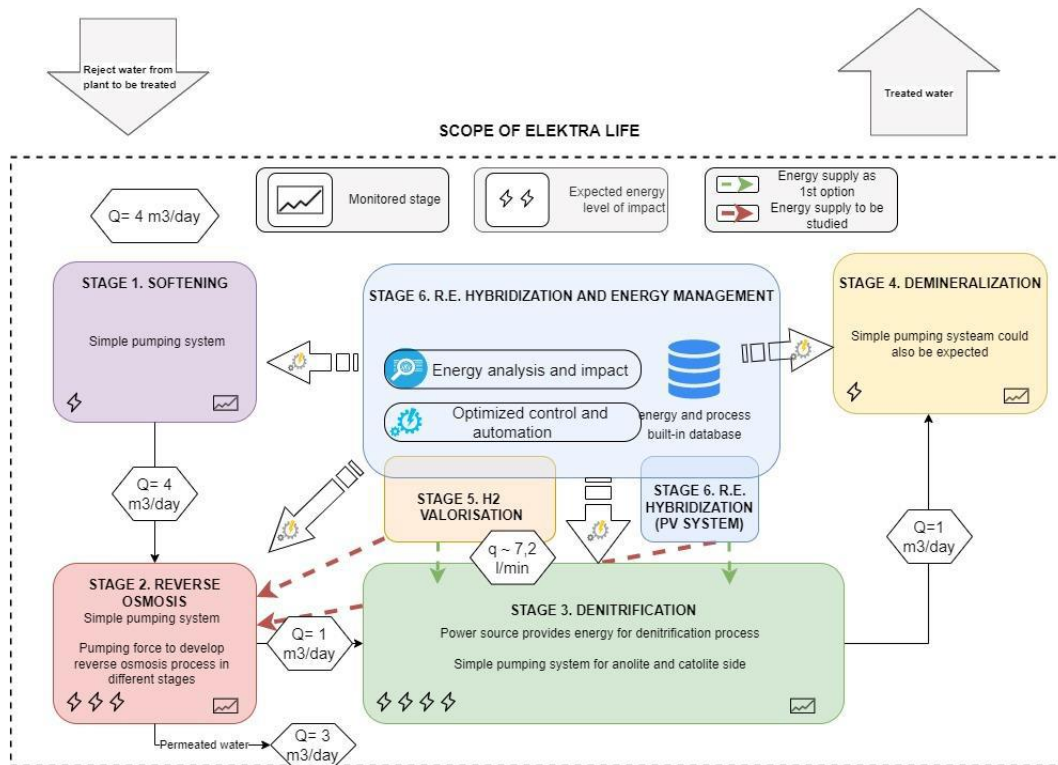 Reject water from
plant to be treated
Treated water
SCOPE OF ELEKTRA LIFE
Q= 4 m3/day
Monitored stage
Expected energy
level of impact
Energy supply as
1st option
Energy supply to be
studied
STAGE 1. SOFTENING
Simple pumping system
STAGE 6. R.E. HYBRIDIZATION AND ENERGY MANAGEMENT
Energy analysis and impact
Optimized control and
automation
energy and process
built-in database
STAGE 4. DEMINERALIZATION
Simple pumping systeam could
also be expected
Q= 4
m3/day
STAGE 5. H2
VALORISATION
STAGE 6. R.E.
HYBRIDIZATION
(PV SYSTEM)
q ~ 7,2
l/min
Q=1
m3/day
STAGE 2. REVERSE
OSMOSIS
Simple pumping system
Pumping force to develop
reverse osmosis process in
different stages
Q= 1
m3/day
STAGE 3. DENITRIFICATION
Power source provides energy for denitrification process
Simple pumping system for anolite and catolite side
Permeated water
Q= 3
m3/day